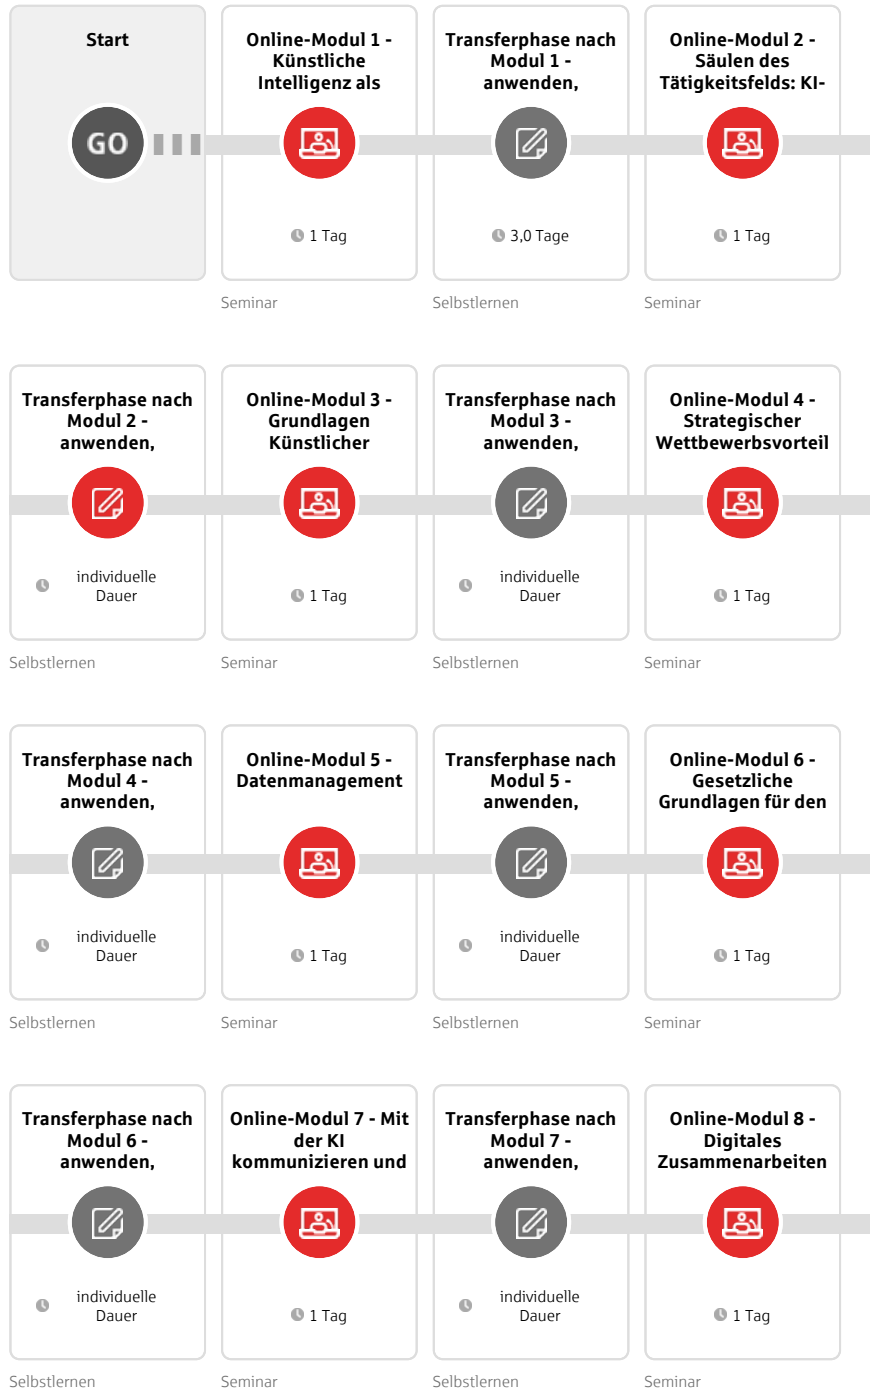 Start
GO
Online-Modul 1 -
Künstliche
Intelligenz als
1 Tag
Seminar
Transferphase nach
Modul 1 -
anwenden,
3,0 Tage
Selbstlernen
Online-Modul 2 -
Säulen des
Tätigkeitsfelds: KI-
1 Tag
Seminar
Transferphase nach
Modul 2 -
anwenden,
individuelle
Dauer
Selbstlernen
Online-Modul 3 -
Grundlagen
Künstlicher
1 Tag
Seminar
Transferphase nach
Modul 3 -
anwenden,
individuelle
Dauer
Selbstlernen
Online-Modul 4 -
Strategischer
Wettbewerbsvorteil
1 Tag
Seminar
Transferphase nach
Modul 4 -
anwenden,
individuelle
Dauer
Selbstlernen
Online-Modul 5 -
Datenmanagement
1 Tag
Seminar
Transferphase nach
Modul 5 -
anwenden,
individuelle
Dauer
Selbstlernen
Online-Modul 6 -
Gesetzliche
Grundlagen für den
1 Tag
Seminar
Transferphase nach
Modul 6 -
anwenden,
individuelle
Dauer
Selbstlernen
Online-Modul 7 - Mit
der KI
kommunizieren und
1 Tag
Seminar
Transferphase nach
Modul 7 -
anwenden,
individuelle
Dauer
Selbstlernen
Online-Modul 8 -
Digitales
Zusammenarbeiten
1 Tag
Seminar